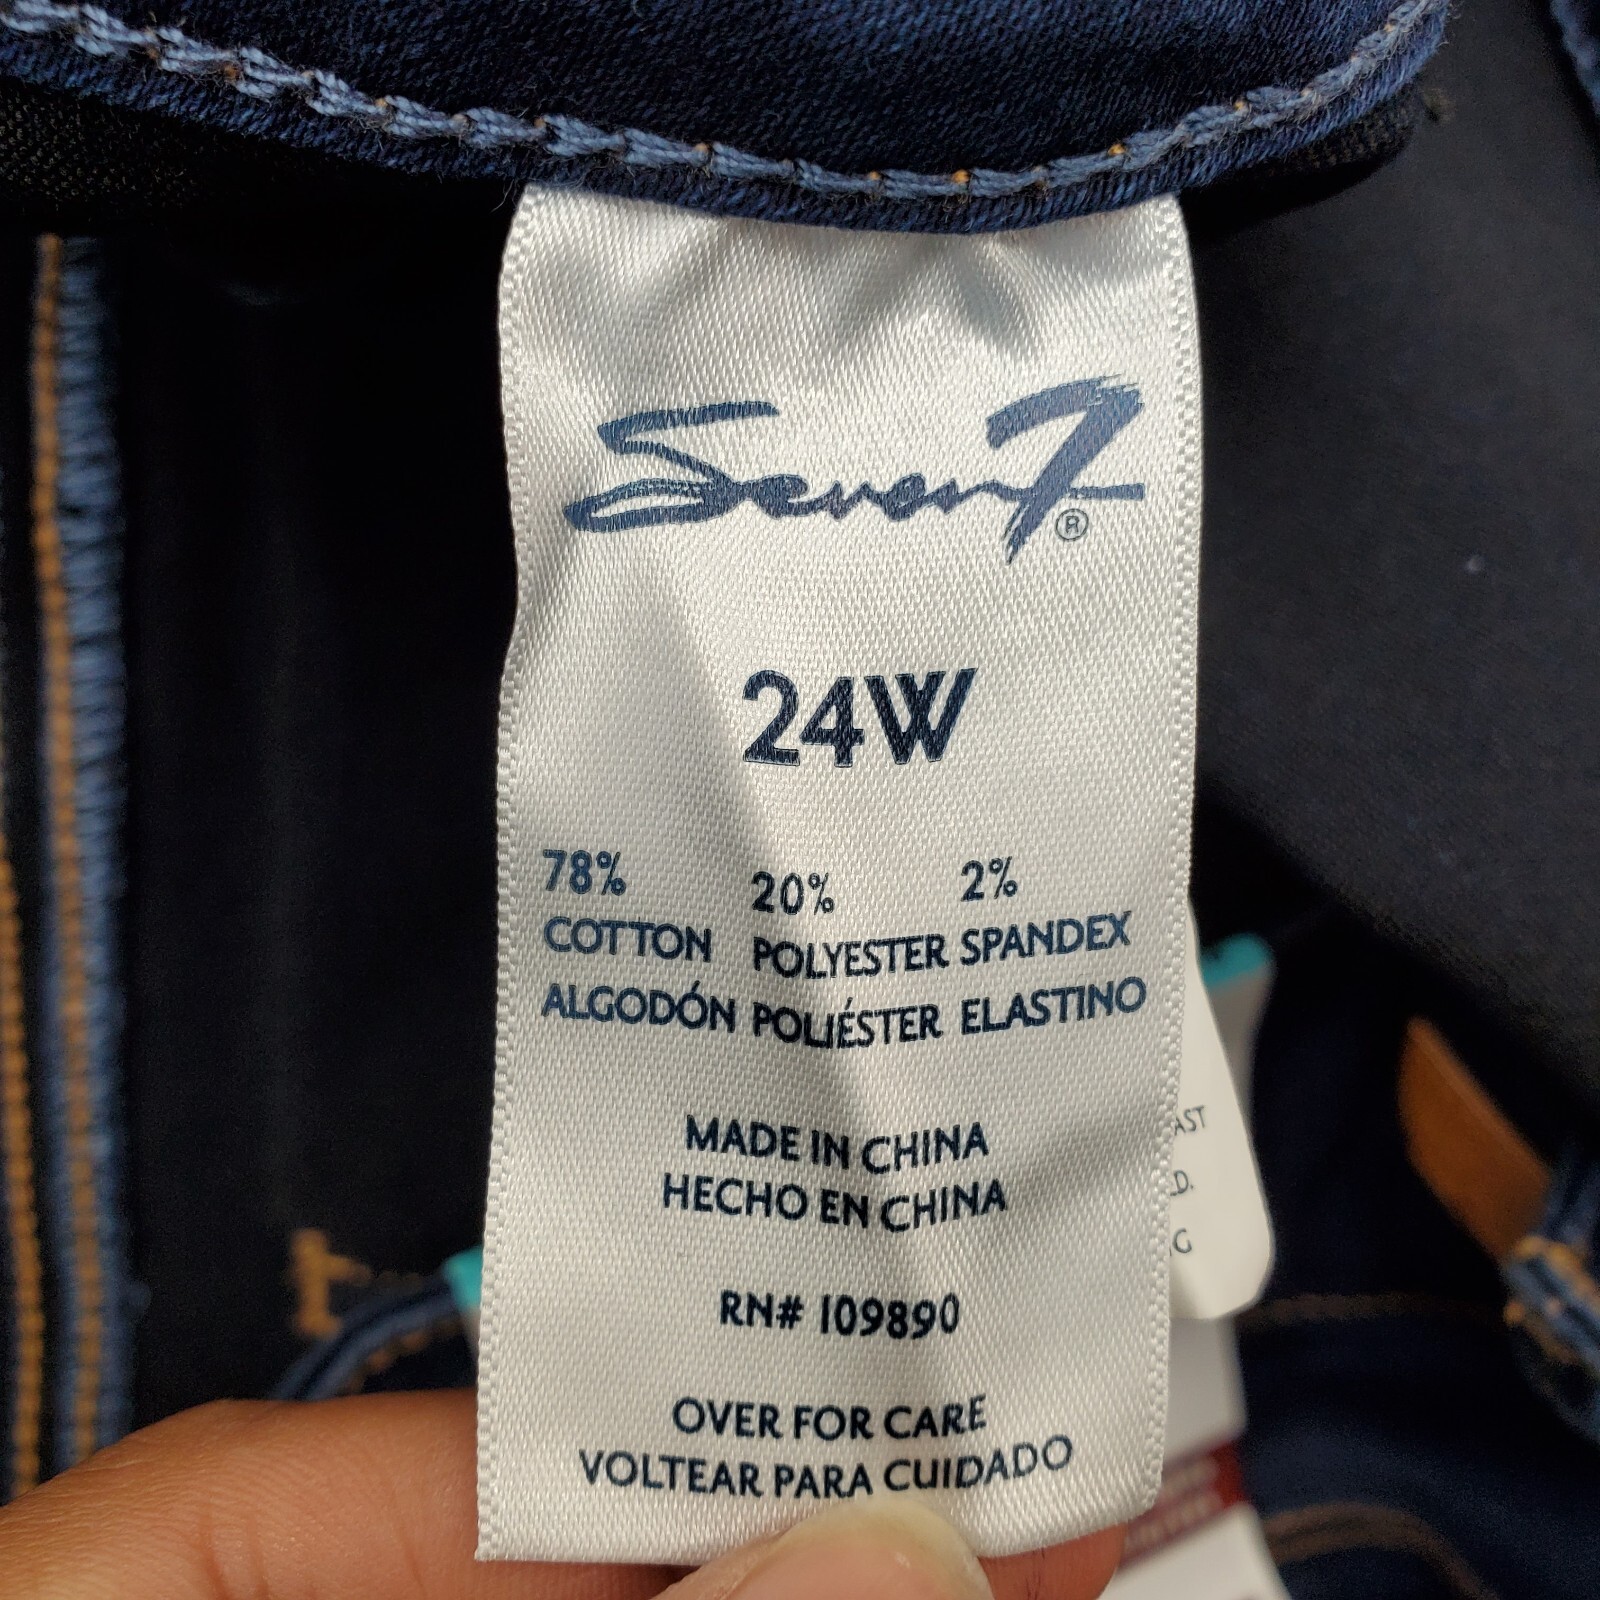 Seven7®
24W
78% 20% 2%
COTTON POLYESTER SPANDEX
ALGODÓN POLIÉSTER ELASTINO
MADE IN CHINA
HECHO EN CHINA
RN# 109890
OVER FOR CARE
VOLTEAR PARA CUIDADO